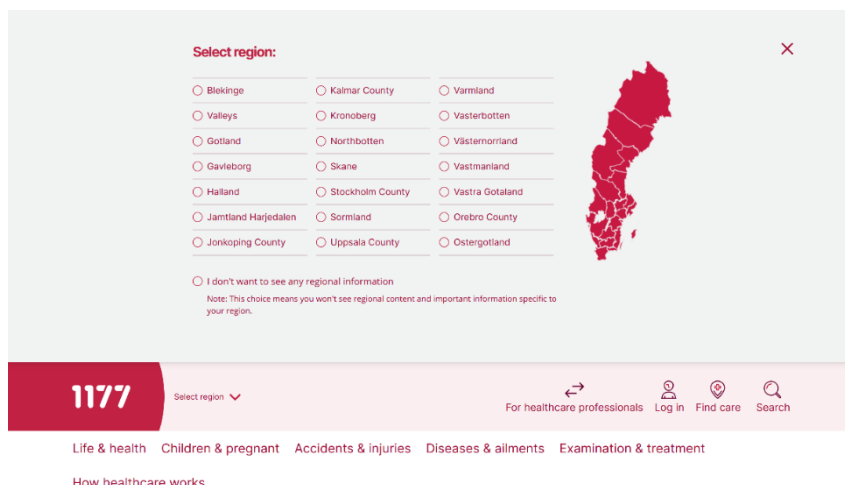 Select region:
Blekinge
Kalmar County
Varmland
Valleys
Kronoberg
Vasterbotten
Gotland
Northbotten
Västernorrland
Gavleborg
Skane
Vastmanland
Halland
Stockholm County
Vastra Gotaland
Jamtland Harjedalen
Sormland
Orebro County
Jonkoping County
Uppsala County
Ostergotland
I don't want to see any regional information
Note: This choice means you won't see regional content and important information specific to
your region.
1177
Select region
For healthcare professionals
Log in
Find care
Search
Life & health
Children & pregnant
Accidents & injuries
Diseases & ailments
Examination & treatment
How healthcare works